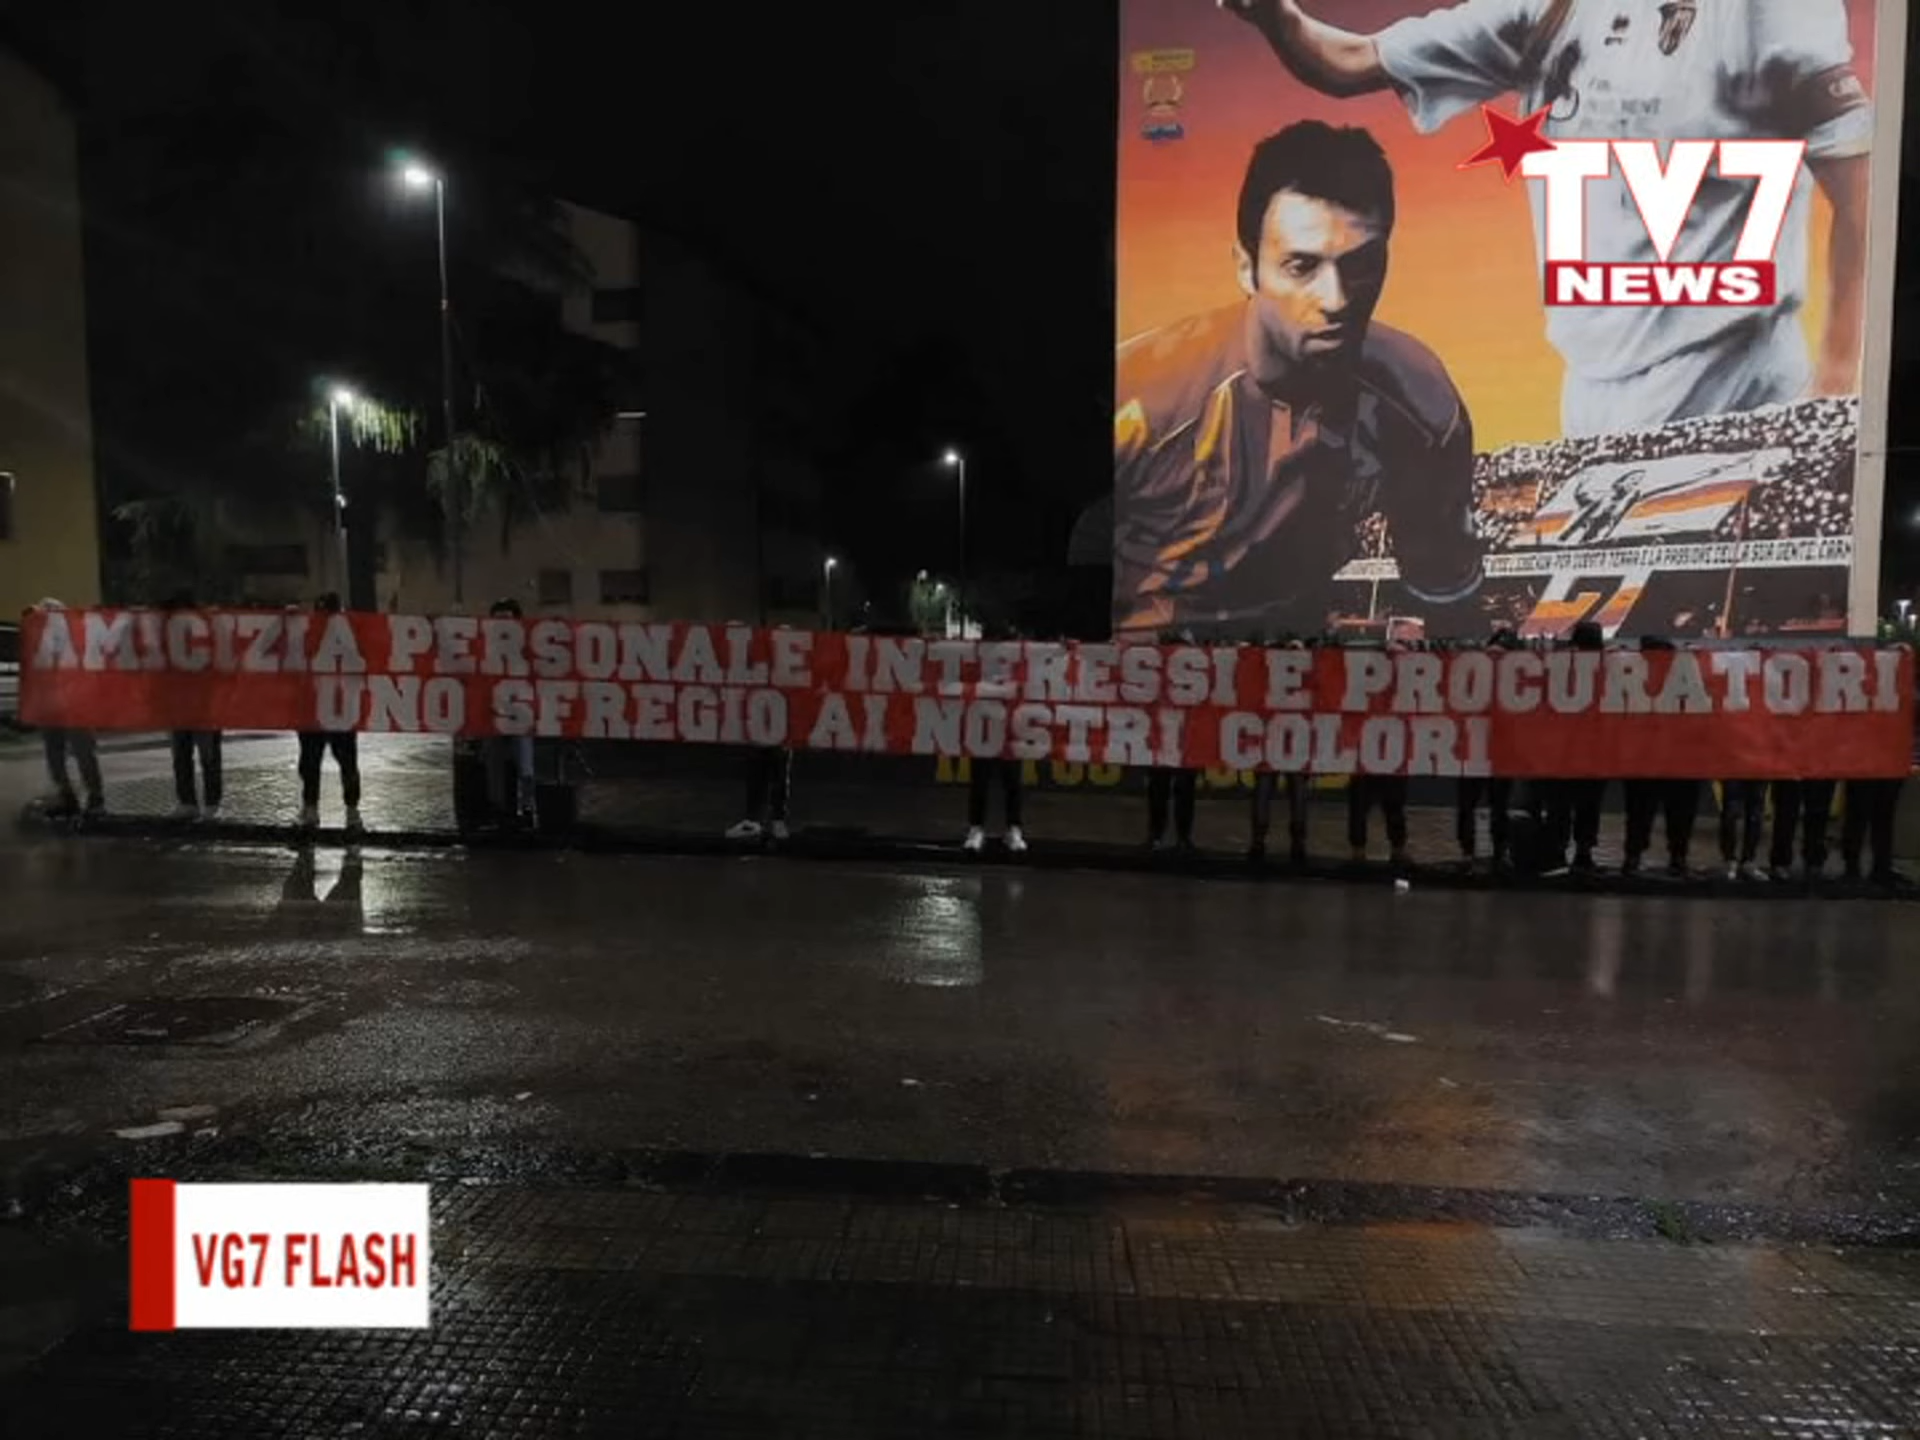 TV7
NEWS
AMICIZIA PERSONALE INTERESSI E PROCURATORI
UNO SFREGIO AI NOSTRI COLORI
VG7 FLASH